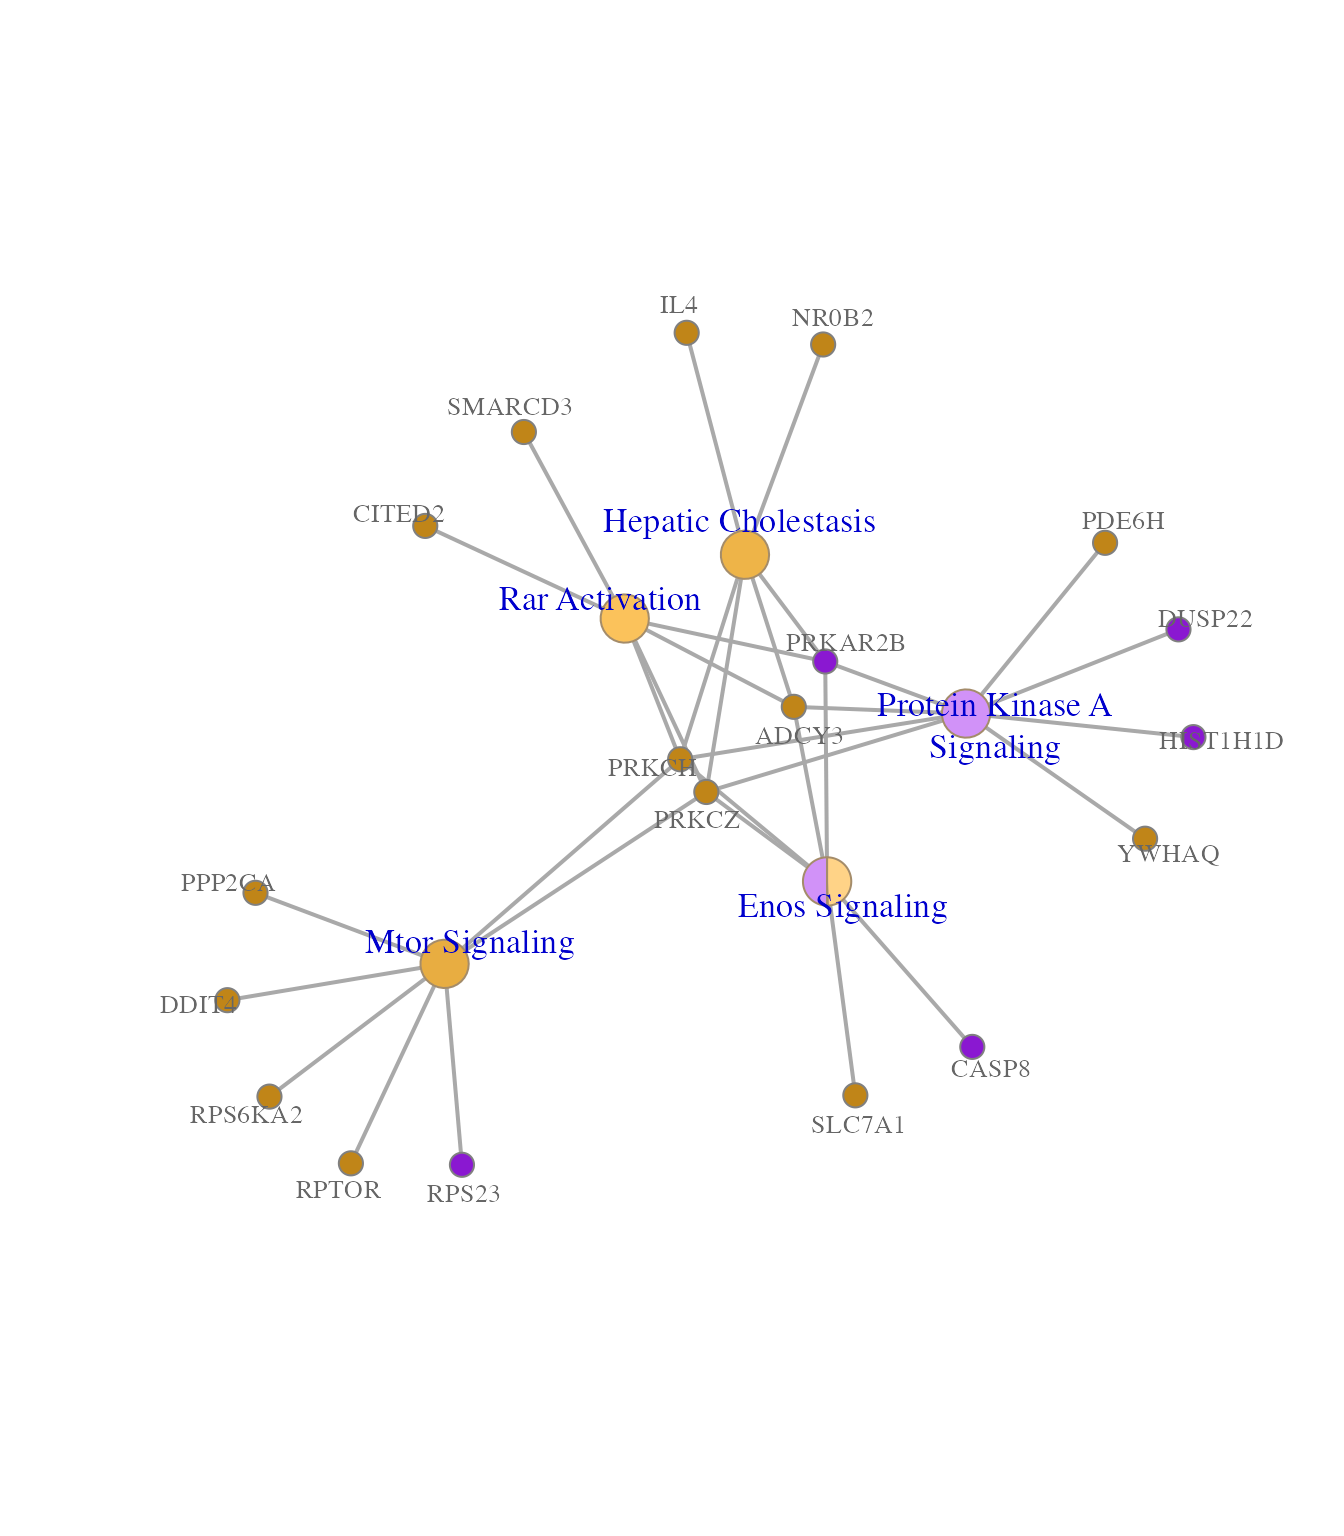 IL4
NR0B2
SMARCD3
CITED2
Hepatic Cholestasis
PDE6H
Rar Activation
DUSP22
PRKAR2B
Protein Kinase A
Signaling
ADCY3
HIST1H1D
PRKCH
PRKCZ
YWHAQ
PPP2CA
Enos Signaling
Mtor Signaling
DDIT4
CASP8
RPS6KA2
SLC7A1
RPTOR
RPS23